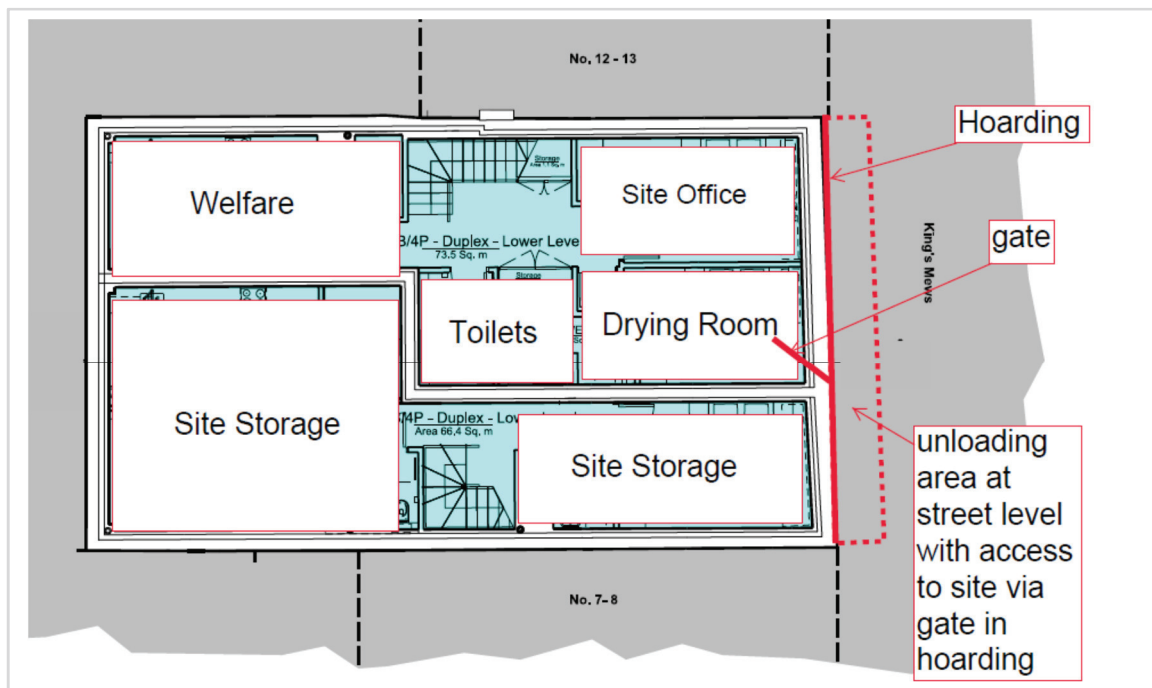 No. 12 - 13
Hoarding
Storage
Welfare
Site Office
gate
King's Mews
3/4P - Duplex - Lower Leve
73.5 Sq. m
Storage
Toilets
Drying Room
Site Storage
/4P - Duplex - Low
Area 66,4 Sq. m
Site Storage
unloading
area at
street level
with access
to site via
gate in
hoarding
No. 7- 8